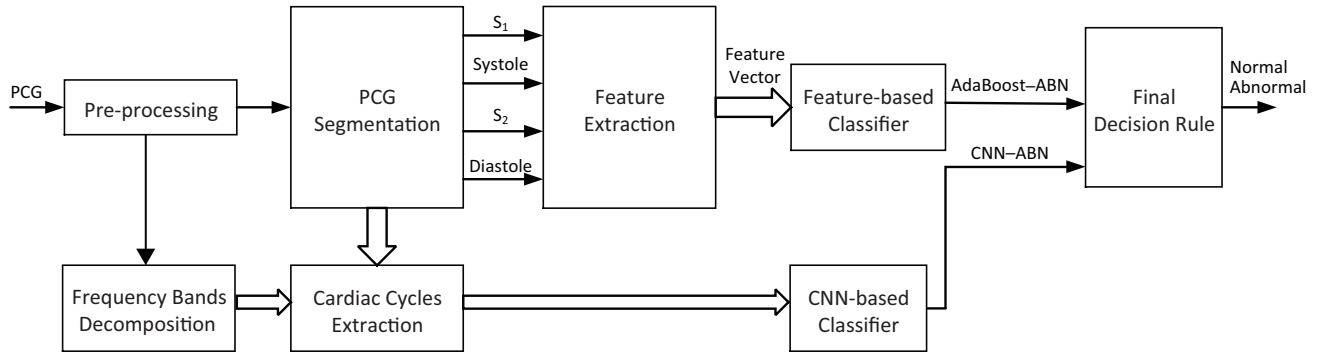 PCG
Pre-processing
PCG
Segmentation
S₁
Systole
S₂
Diastole
Feature
Extraction
Feature
Vector
Feature-based
Classifier
AdaBoost–ABN
CNN–ABN
Final
Decision Rule
Normal
Abnormal
Frequency Bands
Decomposition
Cardiac Cycles
Extraction
CNN-based
Classifier